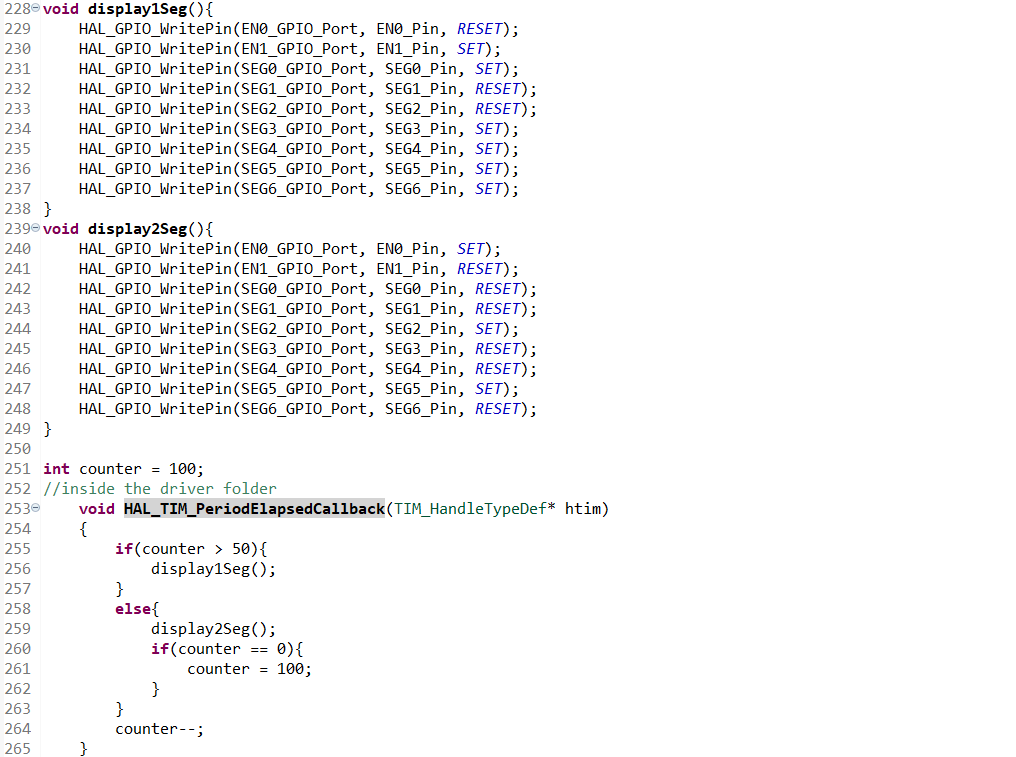 228 void display1Seg(){
229     HAL_GPIO_WritePin(EN0_GPIO_Port, EN0_Pin, RESET);
230     HAL_GPIO_WritePin(EN1_GPIO_Port, EN1_Pin, SET);
231     HAL_GPIO_WritePin(SEG0_GPIO_Port, SEG0_Pin, SET);
232     HAL_GPIO_WritePin(SEG1_GPIO_Port, SEG1_Pin, RESET);
233     HAL_GPIO_WritePin(SEG2_GPIO_Port, SEG2_Pin, RESET);
234     HAL_GPIO_WritePin(SEG3_GPIO_Port, SEG3_Pin, SET);
235     HAL_GPIO_WritePin(SEG4_GPIO_Port, SEG4_Pin, SET);
236     HAL_GPIO_WritePin(SEG5_GPIO_Port, SEG5_Pin, SET);
237     HAL_GPIO_WritePin(SEG6_GPIO_Port, SEG6_Pin, SET);
238 }
239 void display2Seg(){
240     HAL_GPIO_WritePin(EN0_GPIO_Port, EN0_Pin, SET);
241     HAL_GPIO_WritePin(EN1_GPIO_Port, EN1_Pin, RESET);
242     HAL_GPIO_WritePin(SEG0_GPIO_Port, SEG0_Pin, RESET);
243     HAL_GPIO_WritePin(SEG1_GPIO_Port, SEG1_Pin, RESET);
244     HAL_GPIO_WritePin(SEG2_GPIO_Port, SEG2_Pin, SET);
245     HAL_GPIO_WritePin(SEG3_GPIO_Port, SEG3_Pin, RESET);
246     HAL_GPIO_WritePin(SEG4_GPIO_Port, SEG4_Pin, RESET);
247     HAL_GPIO_WritePin(SEG5_GPIO_Port, SEG5_Pin, SET);
248     HAL_GPIO_WritePin(SEG6_GPIO_Port, SEG6_Pin, RESET);
249 }
250
251 int counter = 100;
252 //inside the driver folder
253     void HAL_TIM_PeriodElapsedCallback(TIM_HandleTypeDef* htim)
254     {
255         if(counter > 50){
256             display1Seg();
257         }
258         else{
259             display2Seg();
260             if(counter == 0){
261                 counter = 100;
262             }
263         }
264         counter--;
265     }